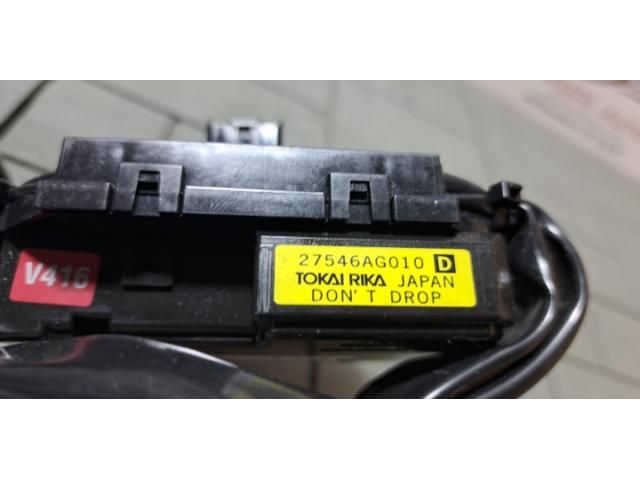 V416
27546AG010 D
TOKAI RIKA JAPAN
DON'T DROP